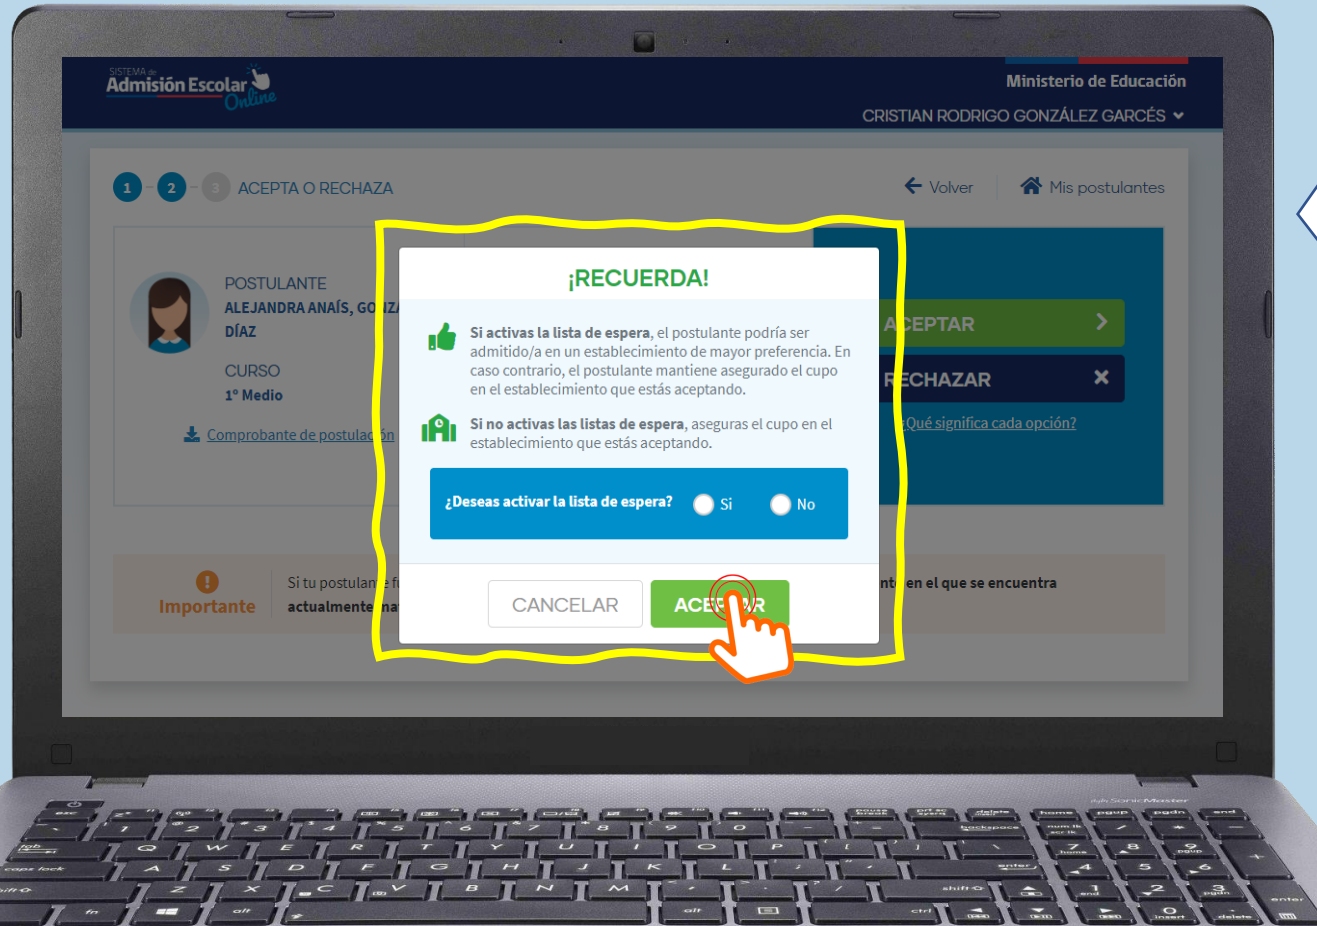 SISTEMA de
Admisión Escolar
Online
Ministerio de Educación
CRISTIAN RODRIGO GONZÁLEZ GARCÉS
1 - 2 - 3 ACEPTA O RECHAZA
Volver
Mis postulantes
POSTULANTE
ALEJANDRA ANAÍS,
DÍAZ
CURSO
1º Medio
Comprobante de postulación
¡RECUERDA!
Si activas la lista de espera, el postulante podría ser
admitido/a en un establecimiento de mayor preferencia. En
caso contrario, el postulante mantiene asegurado el cupo
en el establecimiento que estás aceptando.
Si no activas las listas de espera, aseguras el cupo en el
establecimiento que estás aceptando.
¿Deseas activar la lista de espera? Si No
CANCELAR
ACEPTAR
ACEPTAR
RECHAZAR
¿Qué significa cada opción?
Importante
Si tu postulante
actualmente
en el que se encuentra
SonicMaster